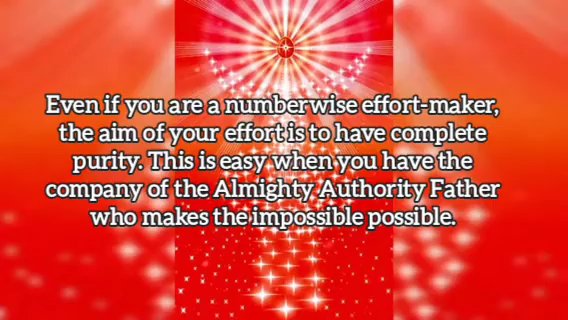 Even if you are a numberwise effort-maker,
the aim of your effort is to have complete
purity. This is easy when you have the
company of the Almighty Authority Father
who makes the impossible possible.